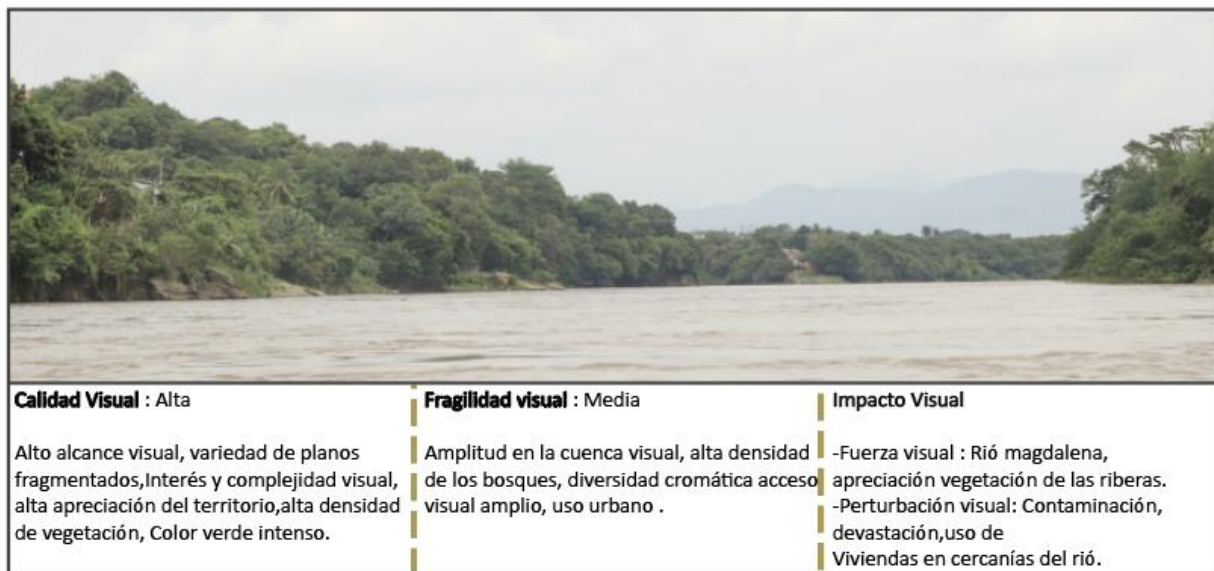 Calidad Visual : Alta
Alto alcance visual, variedad de planos
fragmentados,Interés y complejidad visual,
alta apreciación del territorio,alta densidad
de vegetación, Color verde intenso.
Fragilidad visual : Media
Amplitud en la cuenca visual, alta densidad
de los bosques, diversidad cromática acceso
visual amplio, uso urbano .
Impacto Visual
-Fuerza visual : Rió magdalena,
apreciación vegetación de las riberas.
-Perturbación visual: Contaminación,
devastación,uso de
Viviendas en cercanías del rió.